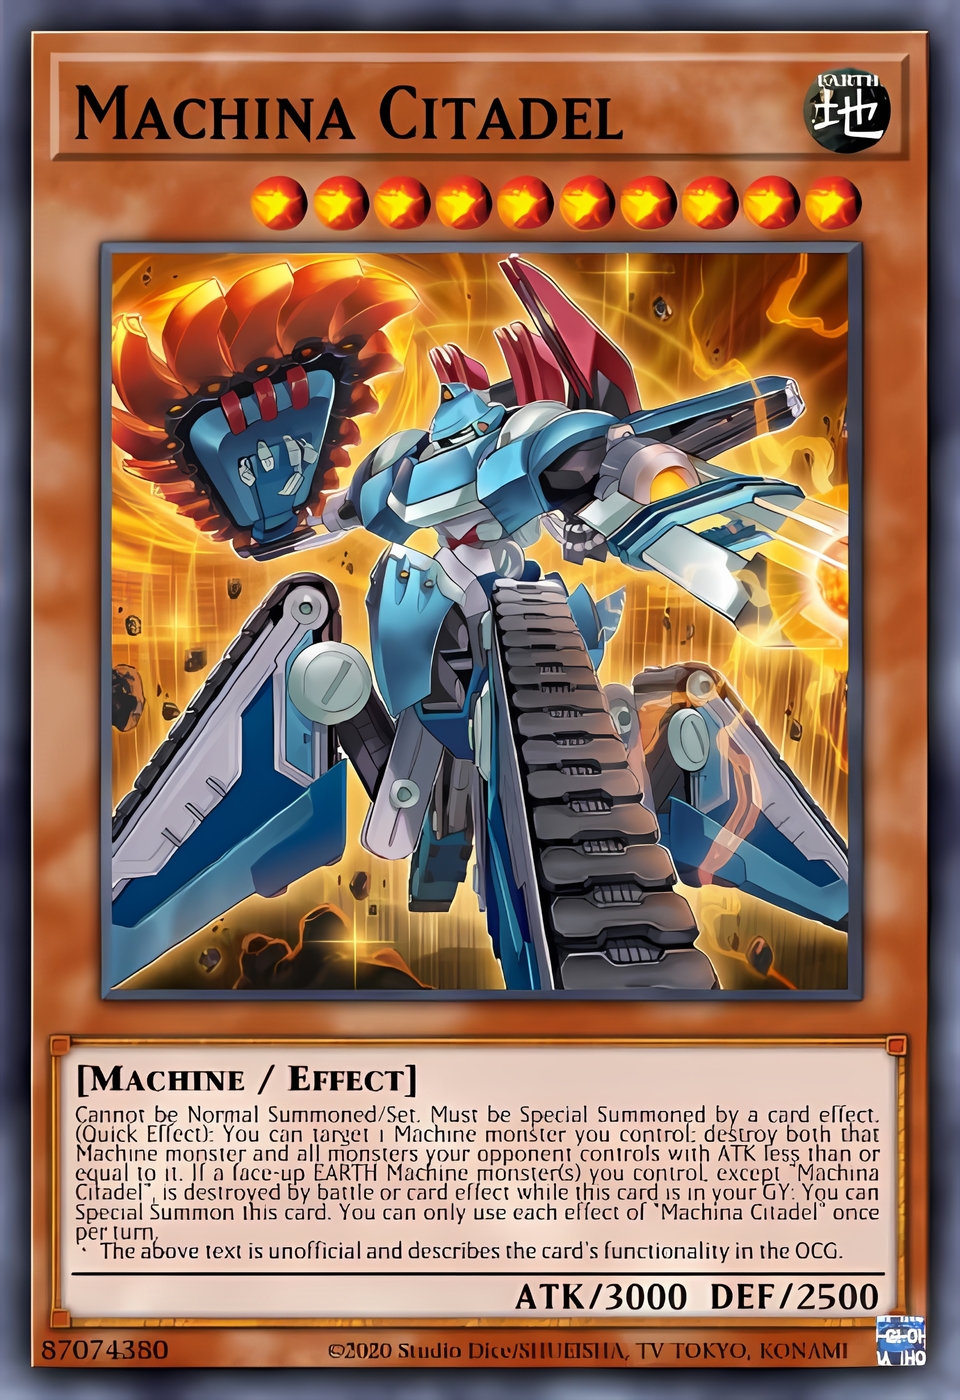 MACHINA CITADEL
EARTH
地
[MACHINE / EFFECT]
Cannot be Normal Summoned/Set. Must be Special Summoned by a card effect.
(Quick Effect): You can target 1 Machine monster you control; destroy both that
Machine monster and all monsters your opponent controls with ATK less than or
equal to it. If a face-up EARTH Machine monster(s) you control, except "Machina
Citadel", is destroyed by battle or card effect while this card is in your GY: You can
Special Summon this card. You can only use each effect of "Machina Citadel" once
per turn.
* The above text is unofficial and describes the card's functionality in the OCG.
ATK/3000 DEF/2500
87074380
©2020 Studio Dice/SHUEISHA, TV TOKYO, KONAMI